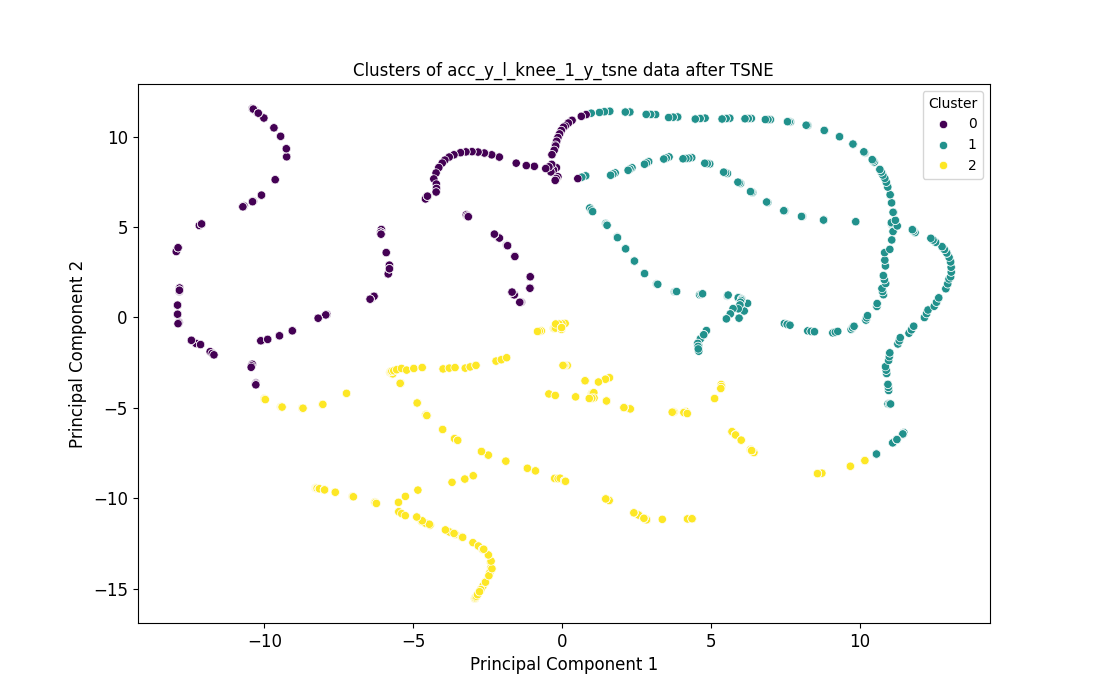 Clusters of acc_y_l_knee_1_y_tsne data after TSNE
Cluster
0
1
2
10
5
0
−5
−10
−15
Principal Component 2
−10 −5 0 5 10
Principal Component 1